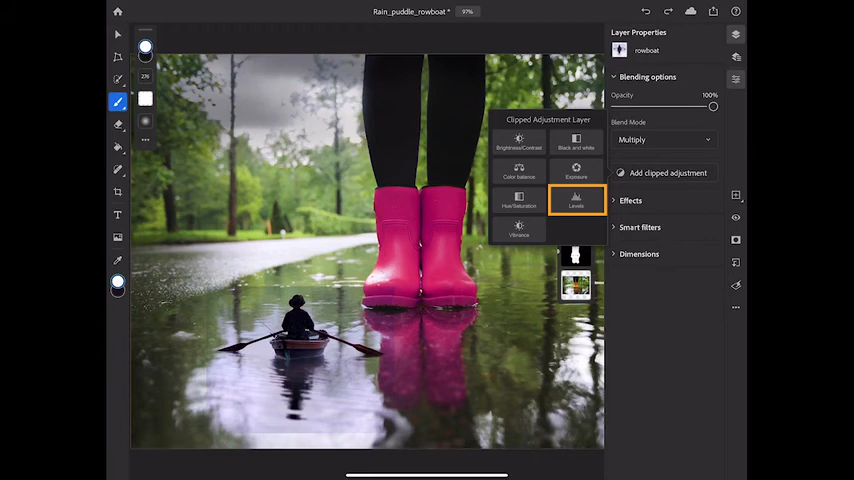 Rain_puddle_rowboat * 97%
Layer Properties
rowboat
Blending options
Opacity 100%
Blend Mode
Multiply
Add clipped adjustment
Effects
Smart filters
Dimensions
Clipped Adjustment Layer
Brightness/Contrast Black and white
Color balance Exposure
Hue/Saturation Levels
Vibrance
276
T